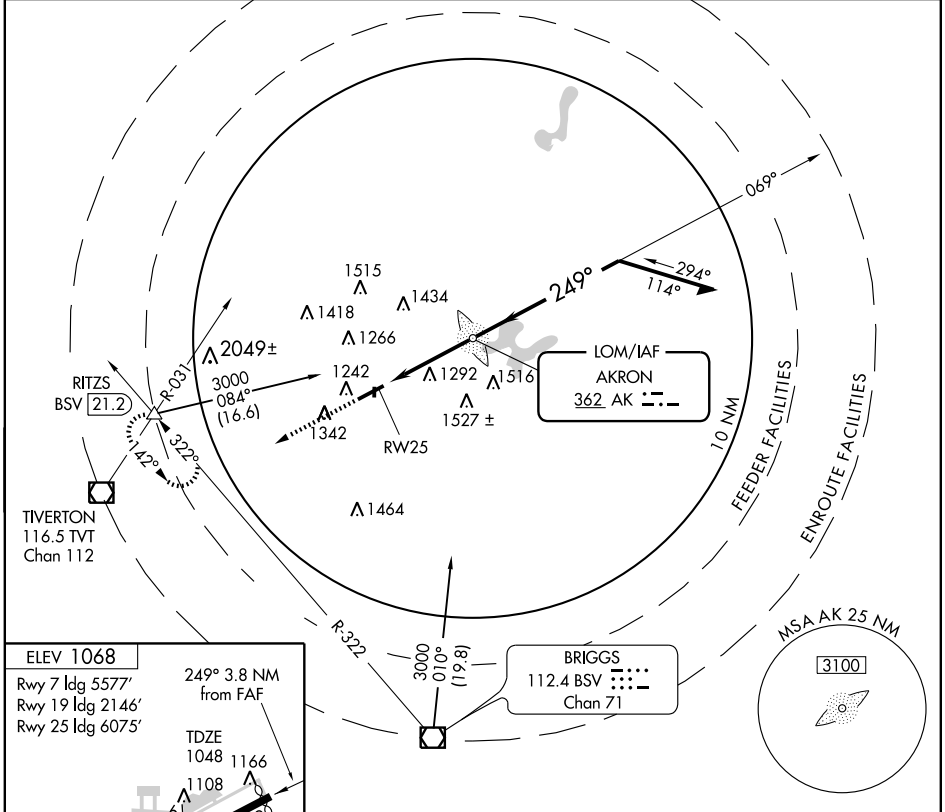 069°
294°
114°
249°
1515
1434
1418
1266
2049±
R-031
3000
084°
(16.6)
1242
1292
1516
1527 ±
1342
RW25
LOM/IAF
AKRON
362 AK
RITZS
BSV 21.2
322°
142°
10 NM
FEEDER FACILITIES
ENROUTE FACILITIES
TIVERTON
116.5 TVT
Chan 112
1464
R-322
3000
010°
(19.8)
BRIGGS
112.4 BSV
Chan 71
MSA AK 25 NM
3100
ELEV 1068
Rwy 7 ldg 5577'
Rwy 19 ldg 2146'
Rwy 25 ldg 6075'
249° 3.8 NM
from FAF
TDZE
1048
1166
1108